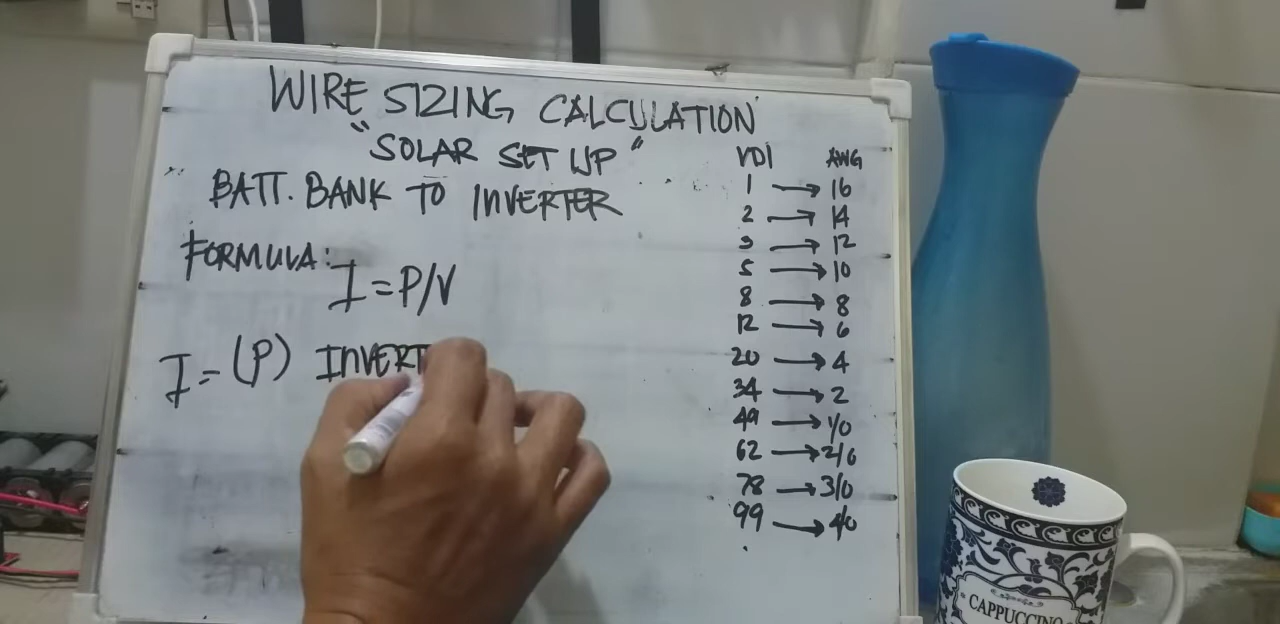 WIRE SIZING CALCULATION
"SOLAR SET UP"
BATT. BANK TO INVERTER
FORMULA:
I = P/V
I = (P) INVERT
VDI AWG
1 → 16
2 → 14
3 → 12
5 → 10
8 → 8
12 → 6
20 → 4
34 → 2
49 → 1/0
62 → 2/0
78 → 3/0
99 → 4/0
CAPPUCCINO